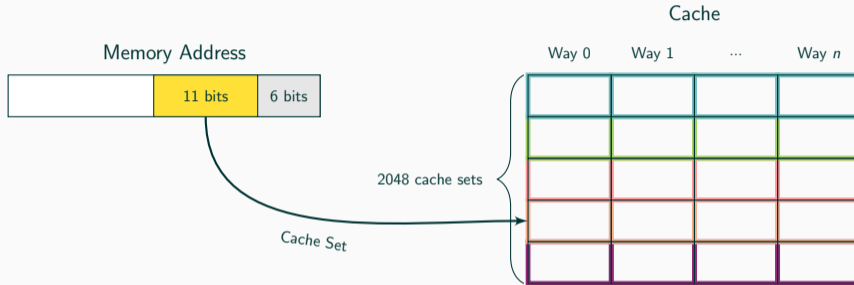 Cache
Memory Address
Way 0 Way 1 ... Way n
11 bits 6 bits
2048 cache sets
Cache Set